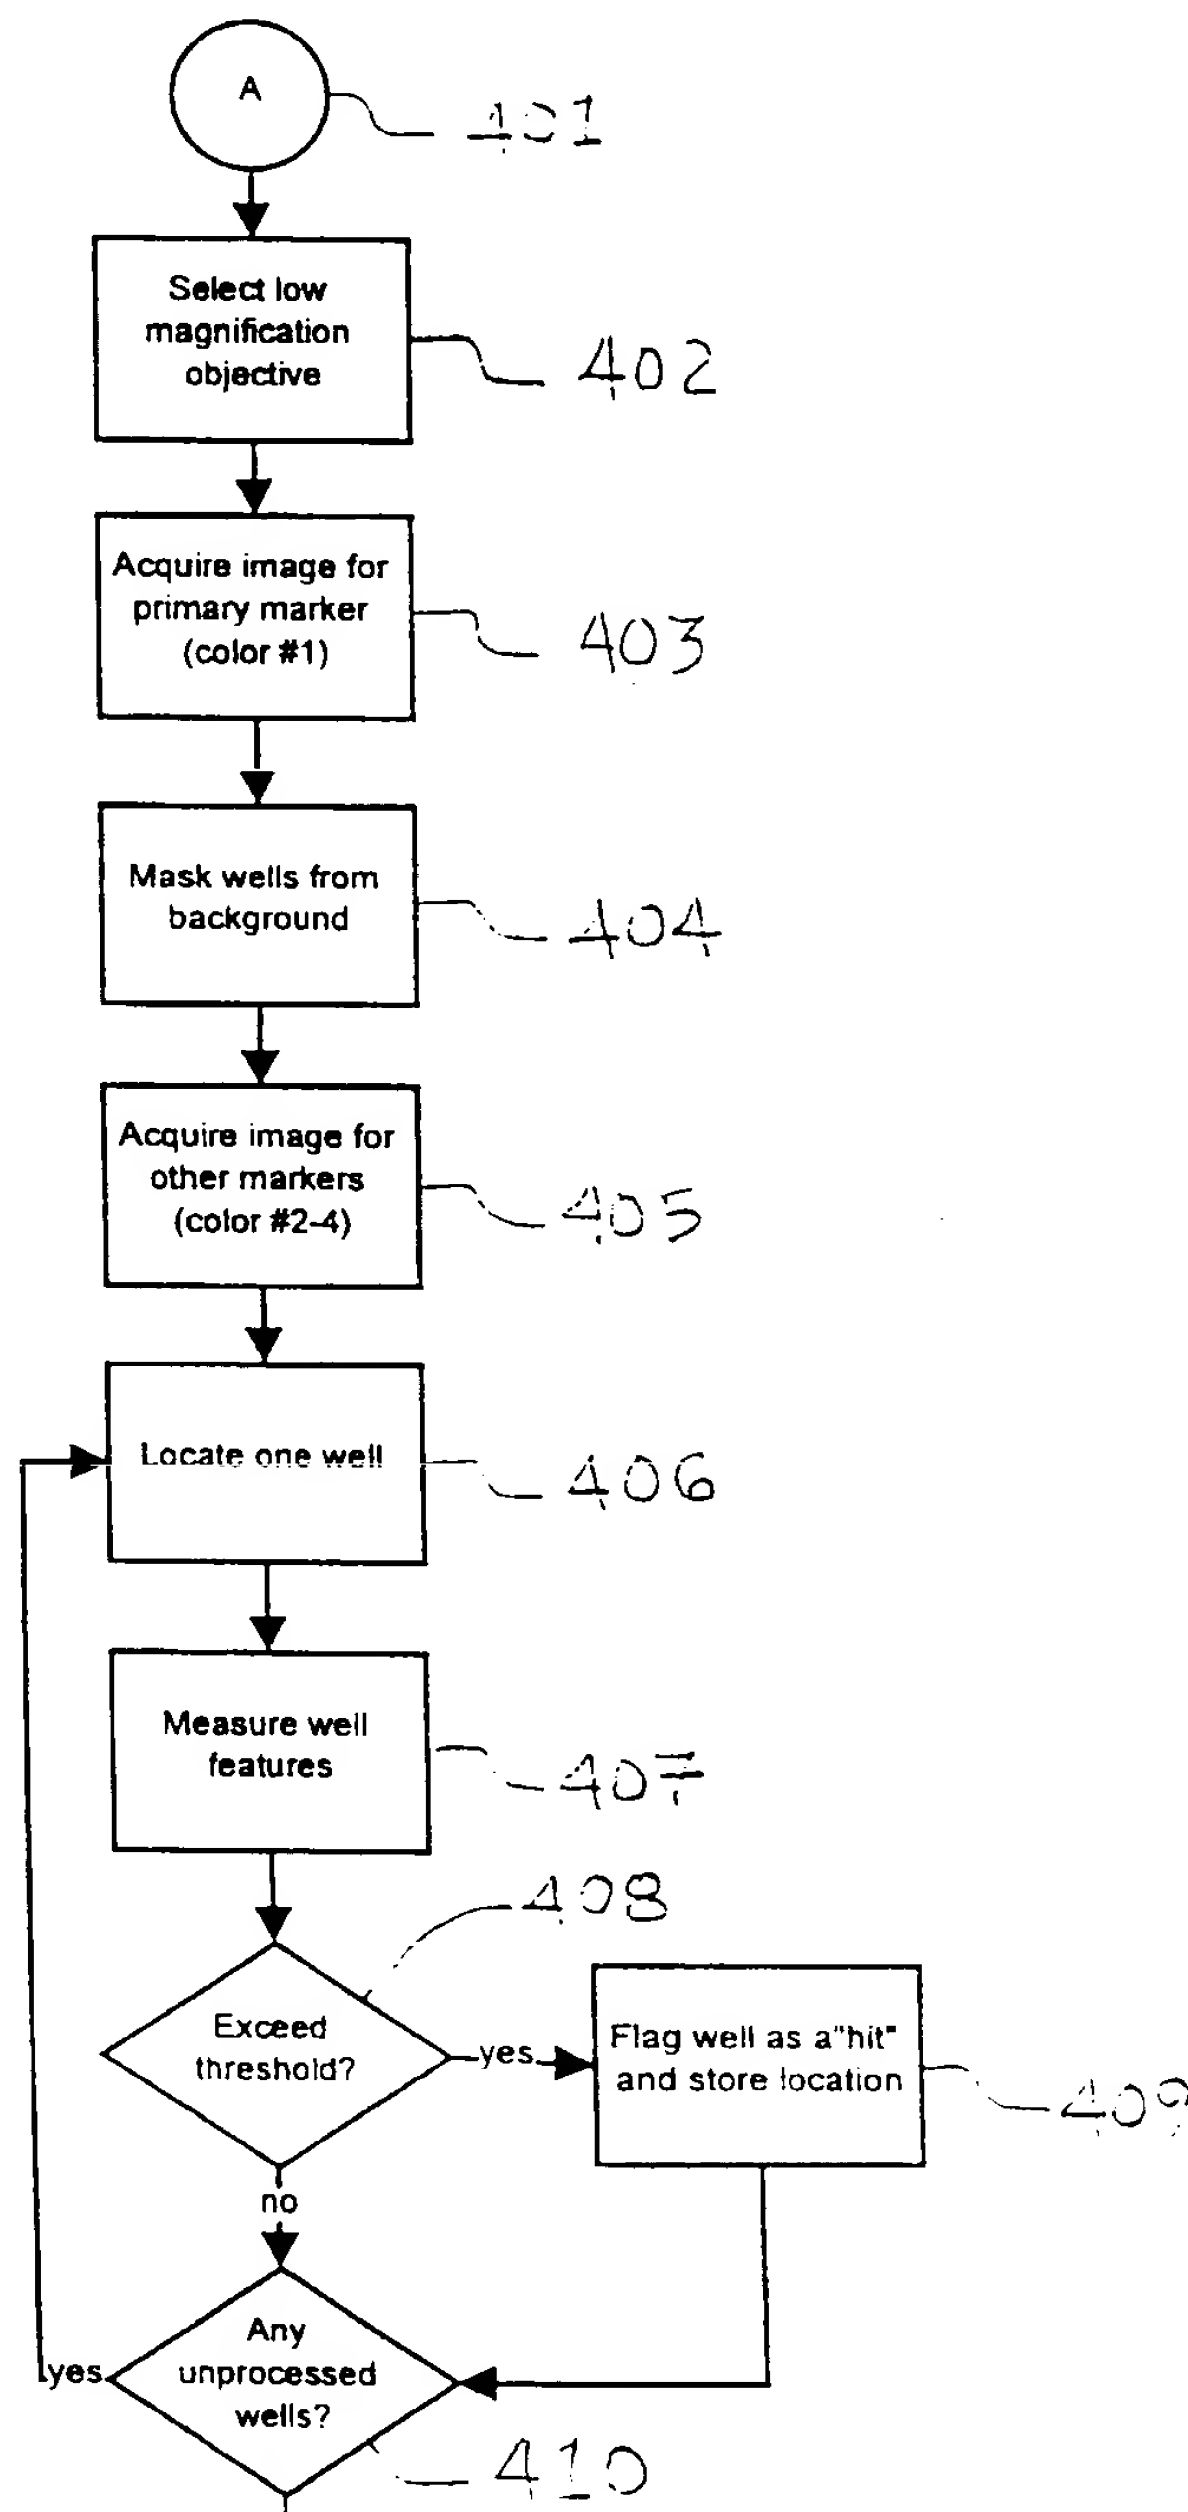 A
401
Select low
magnification
objective
402
Acquire image for
primary marker
(color #1)
403
Mask wells from
background
404
Acquire image for
other markers
(color #2-4)
405
Locate one well
406
Measure well
features
407
408
Exceed
threshold?
yes
Flag well as a"hit"
and store location
409
no
Any
unprocessed
wells?
yes
410